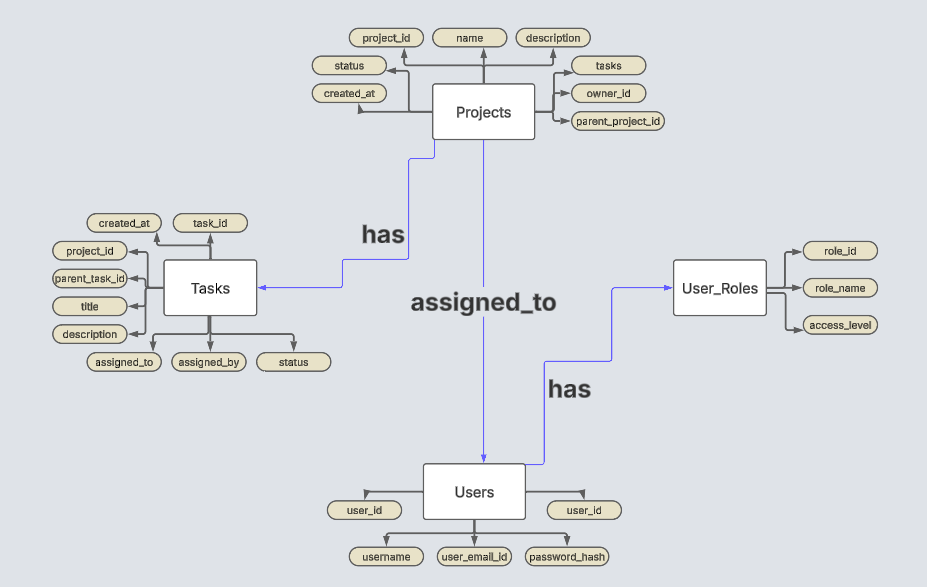 project_id
name
description
status
tasks
created_at
owner_id
Projects
parent_project_id
created_at
task_id
has
project_id
role_id
parent_task_id
Tasks
User_Roles
role_name
title
assigned_to
access_level
description
assigned_to
assigned_by
status
has
Users
user_id
user_id
username
user_email_id
password_hash